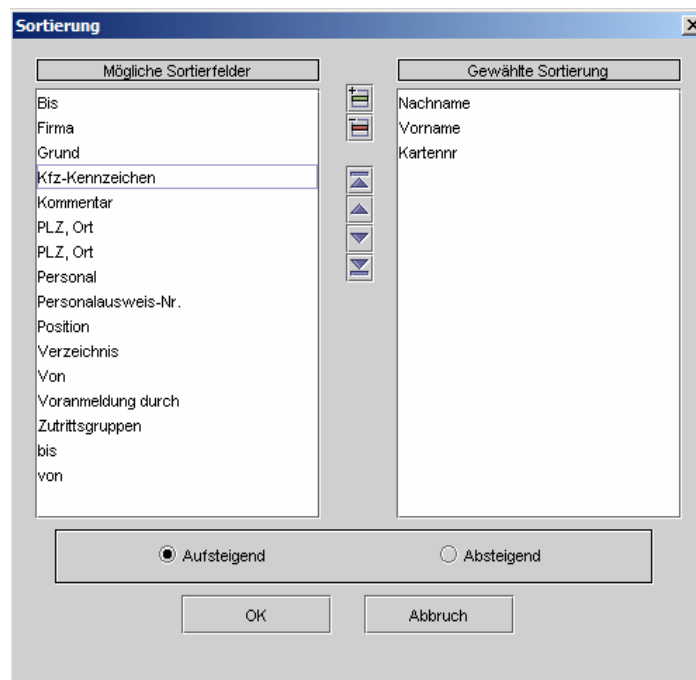 Sortierung
Mögliche Sortierfelder
Gewählte Sortierung
Bis
Firma
Grund
Kfz-Kennzeichen
Kommentar
PLZ, Ort
PLZ, Ort
Personal
Personalausweis-Nr.
Position
Verzeichnis
Von
Voranmeldung durch
Zutrittsgruppen
bis
von
Nachname
Vorname
Kartennr
Aufsteigend
Absteigend
OK
Abbruch